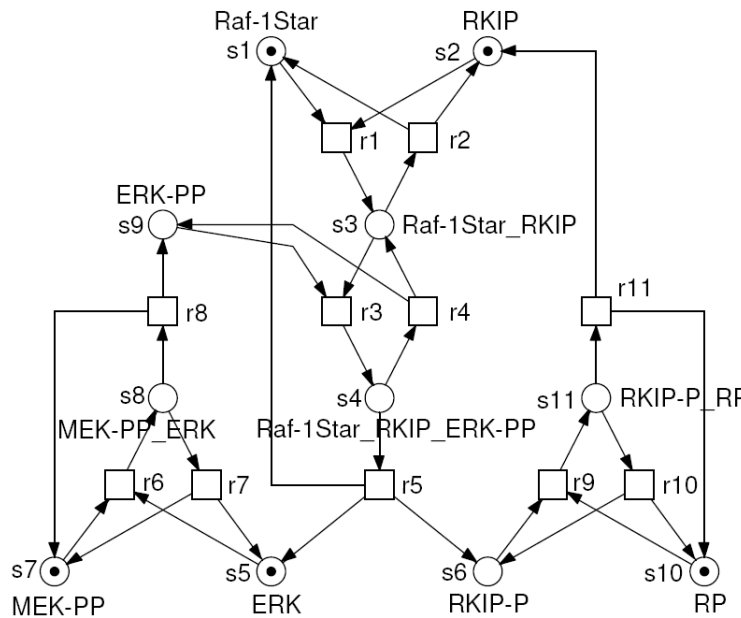 Raf-1Star RKIP
s1 s2
r1 r2
ERK-PP
s9 s3 Raf-1Star_RKIP
r8 r3 r4 r11
s8 s4 s11 RKIP-P_RP
MEK-PP_ERK Raf-1Star_RKIP_ERK-PP
r6 r7 r5 r9 r10
s7 s5 s6 s10
MEK-PP ERK RKIP-P RP